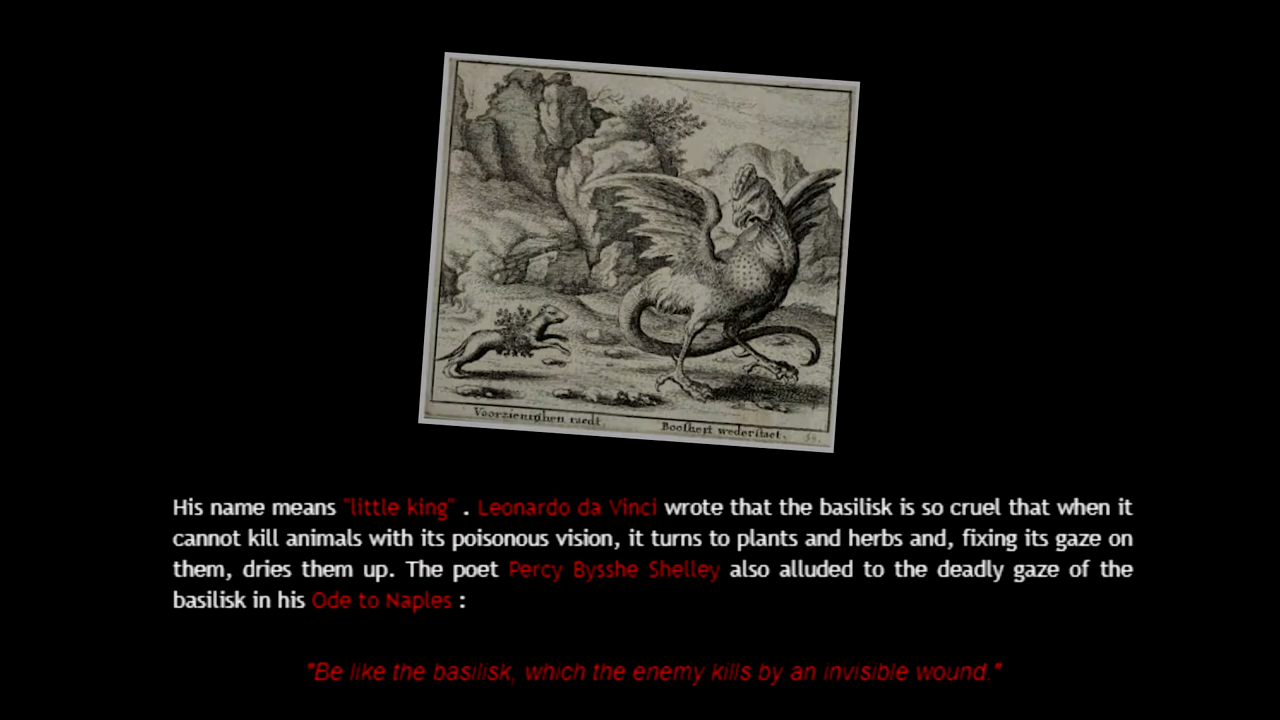 Voorzienighen raedt.
Boosheyt wederstaet.
His name means "little king" . Leonardo da Vinci wrote that the basilisk is so cruel that when it
cannot kill animals with its poisonous vision, it turns to plants and herbs and, fixing its gaze on
them, dries them up. The poet Percy Bysshe Shelley also alluded to the deadly gaze of the
basilisk in his Ode to Naples :
"Be like the basilisk, which the enemy kills by an invisible wound."